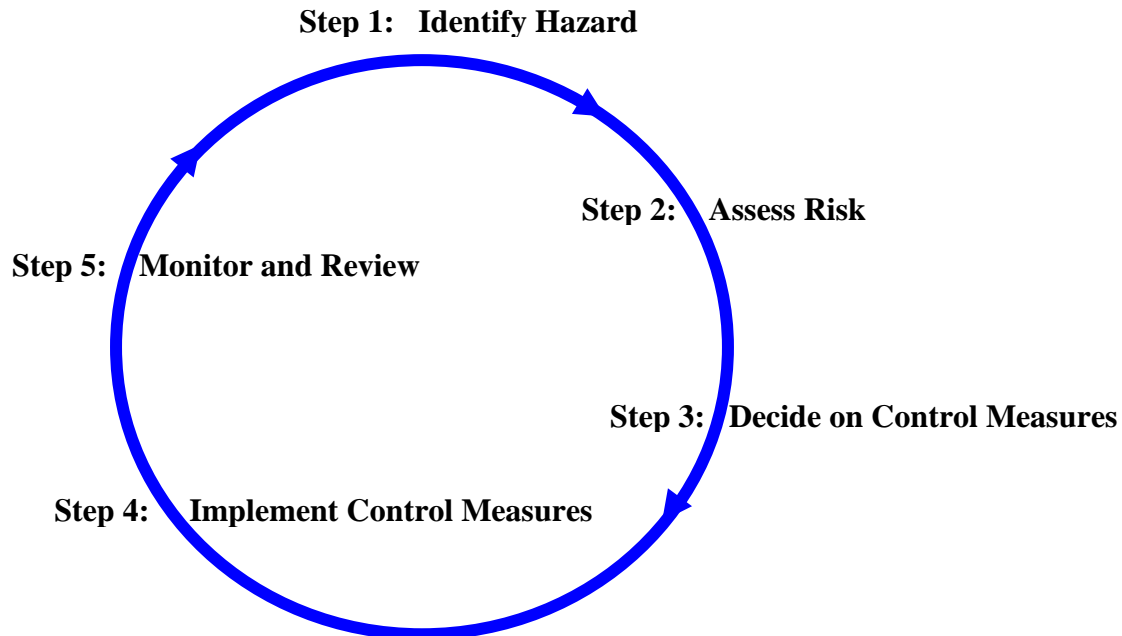 Step 1: Identify Hazard
Step 2: Assess Risk
Step 5: Monitor and Review
Step 3: Decide on Control Measures
Step 4: Implement Control Measures